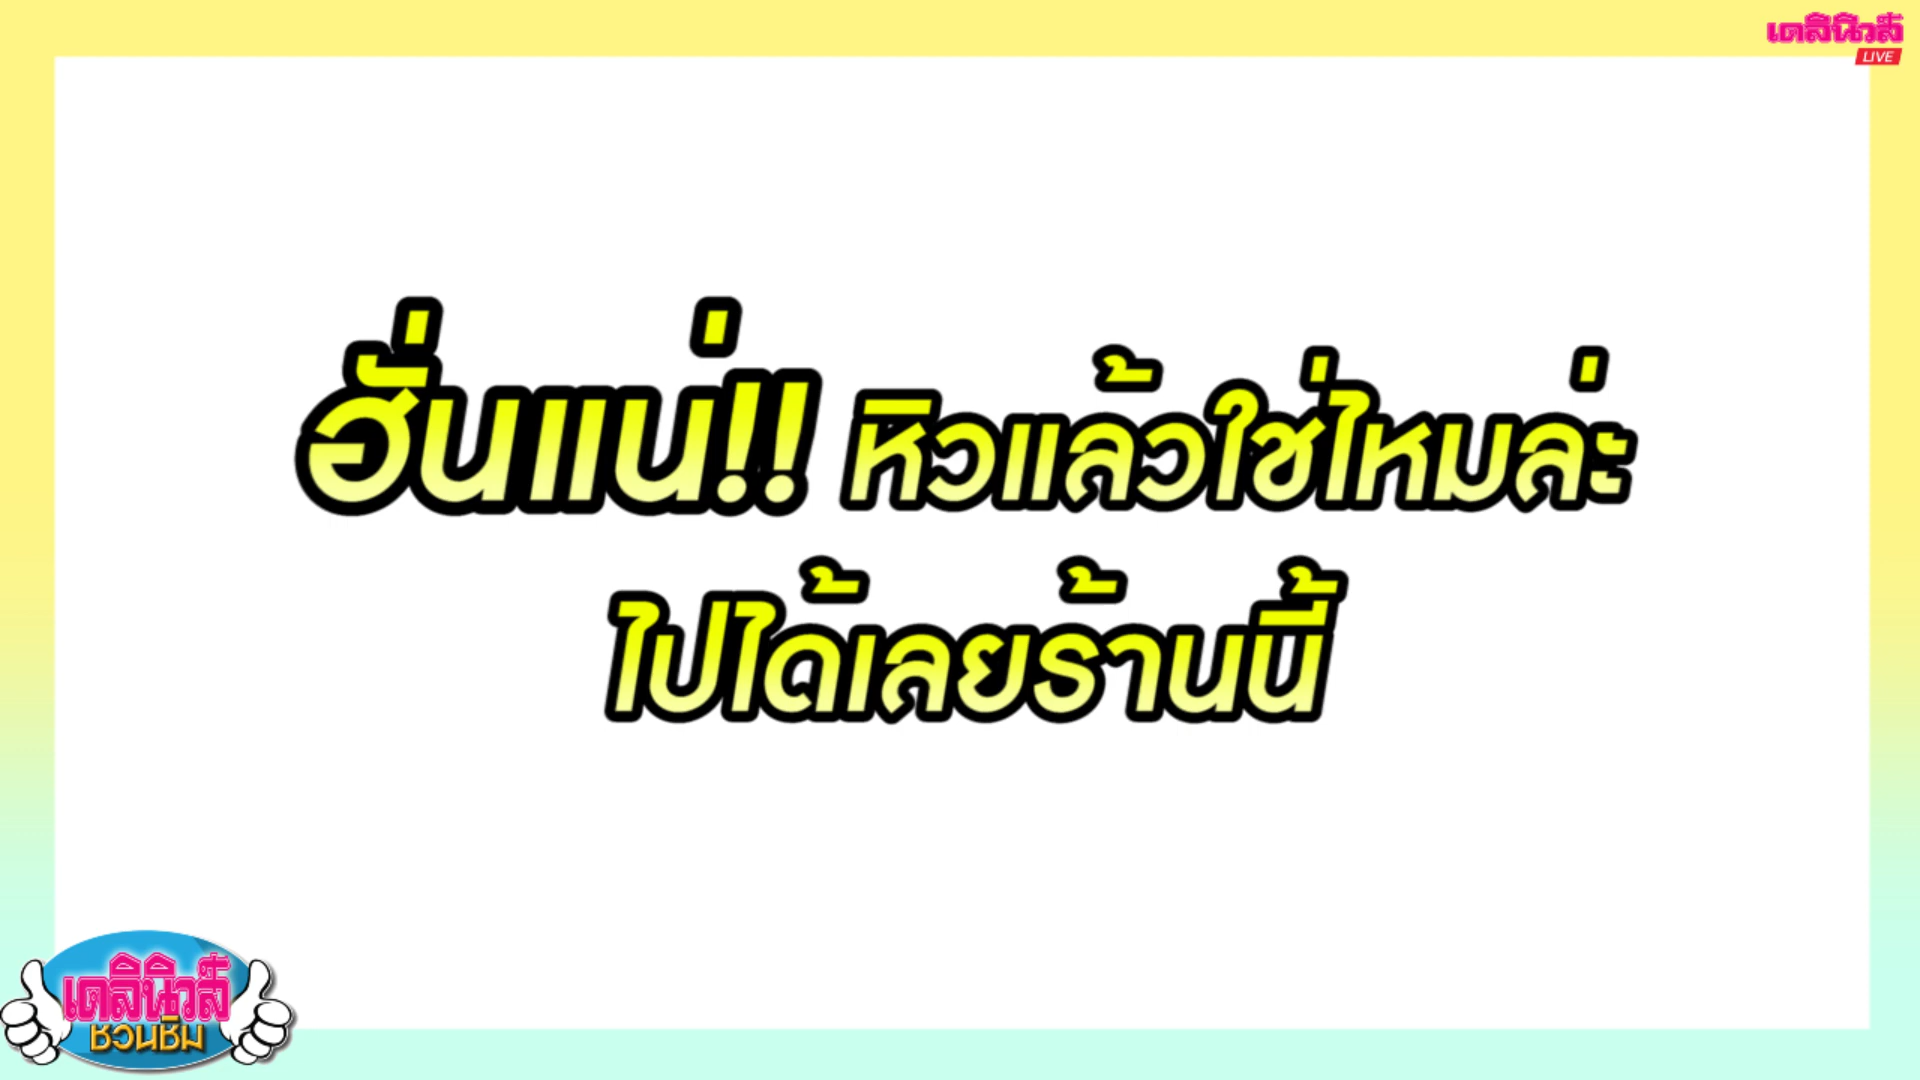 เดลินิวส์
LIVE
ฮั่นแน่!! หิวแล้วใช่ไหมล่ะ
ไปได้เลยร้านนี้
เดลินิวส์
ชวนชิม